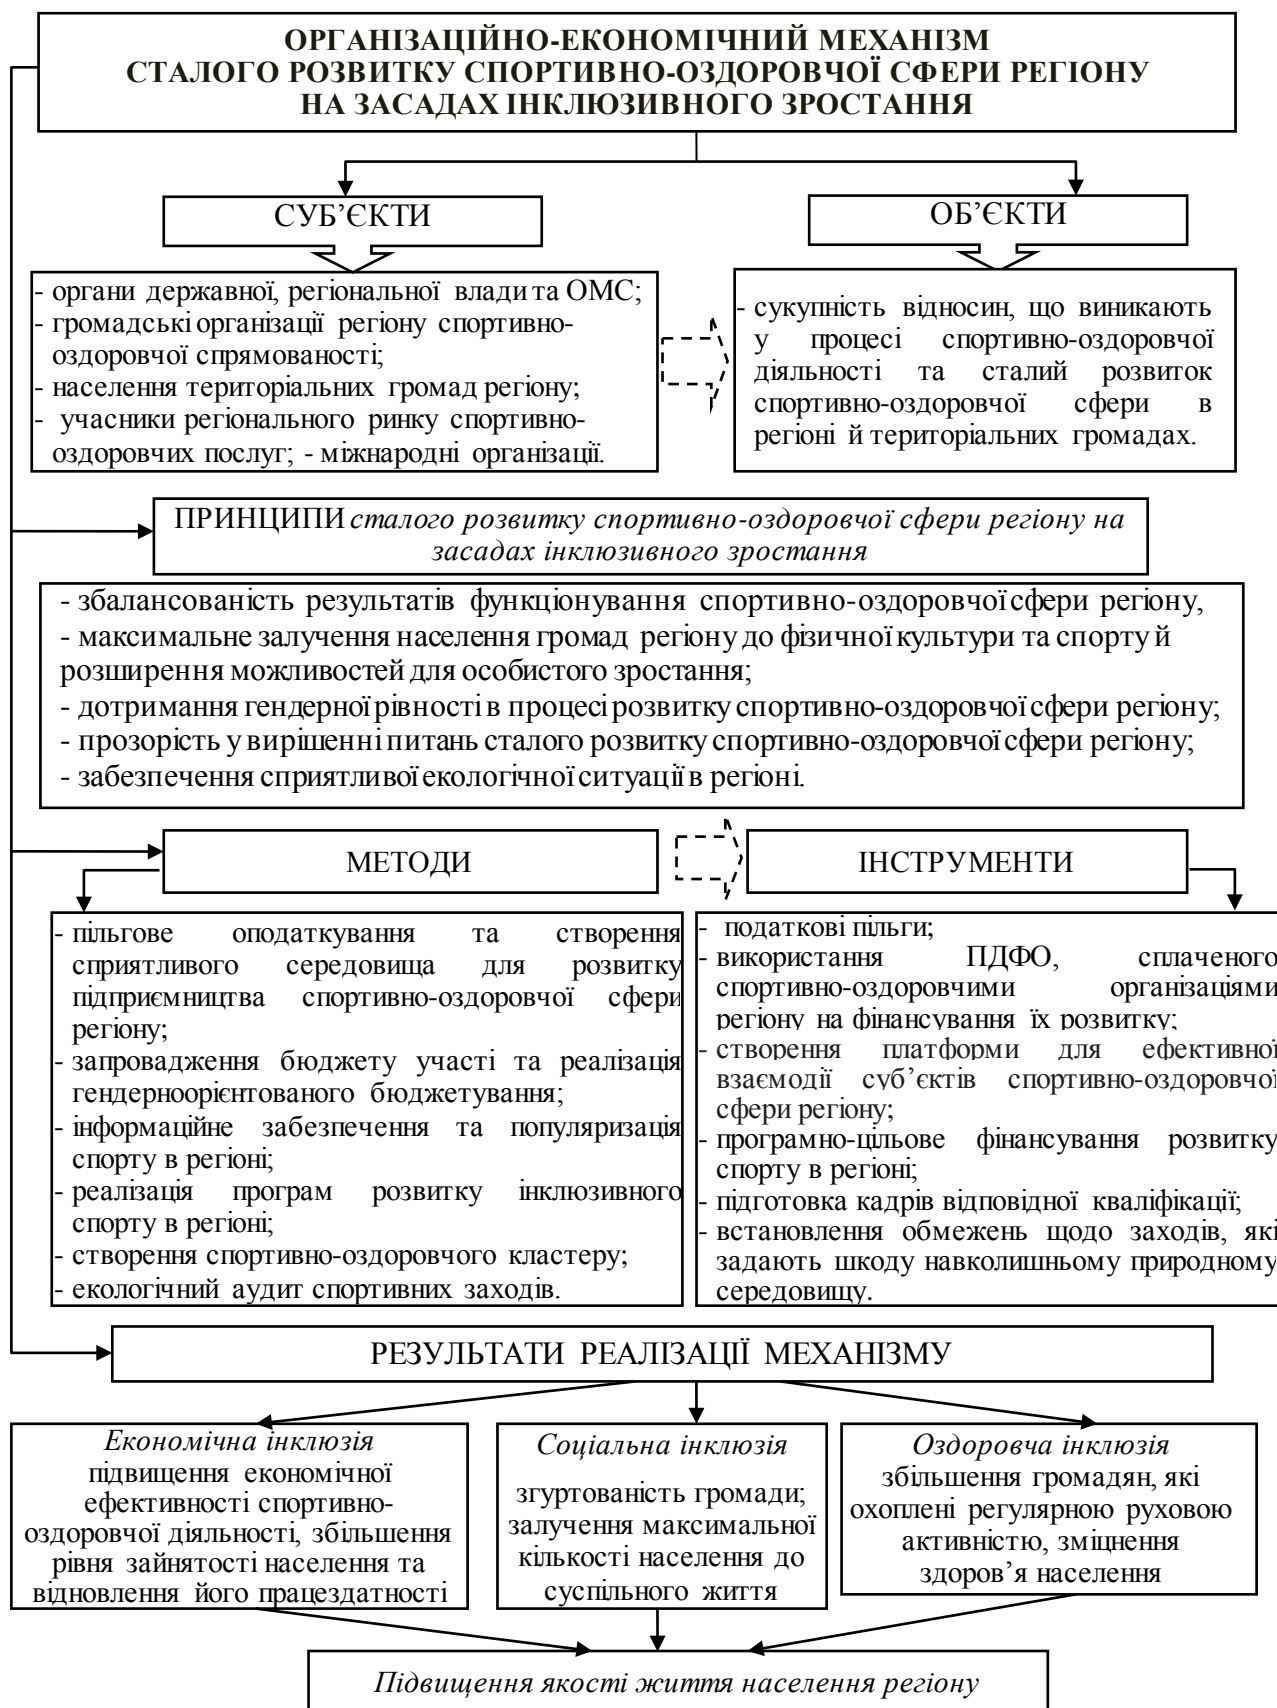 ОРГАНІЗАЦІЙНО-ЕКОНОМІЧНИЙ МЕХАНІЗМ
СТАЛОГО РОЗВИТКУ СПОРТИВНО-ОЗДОРОВЧОЇ СФЕРИ РЕГІОНУ
НА ЗАСАДАХ ІНКЛЮЗИВНОГО ЗРОСТАННЯ
СУБ’ЄКТИ
- органи державної, регіональної влади та ОМС;
- громадські організації регіону спортивно-
оздоровчої спрямованості;
- населення територіальних громад регіону;
- учасники регіонального ринку спортивно-
оздоровчих послуг; - міжнародні організації.
ОБ’ЄКТИ
- сукупність відносин, що виникають
у процесі спортивно-оздоровчої
діяльності та сталий розвиток
спортивно-оздоровчої сфери в
регіоні й територіальних громадах.
ПРИНЦИПИ сталого розвитку спортивно-оздоровчої сфери регіону на
засадах інклюзивного зростання
- збалансованість результатів функціонування спортивно-оздоровчої сфери регіону,
- максимальне залучення населення громад регіону до фізичної культури та спорту й
розширення можливостей для особистого зростання;
- дотримання гендерної рівності в процесі розвитку спортивно-оздоровчої сфери регіону;
- прозорість у вирішенні питань сталого розвитку спортивно-оздоровчої сфери регіону;
- забезпечення сприятливої екологічної ситуації в регіоні.
МЕТОДИ
- пільгове оподаткування та створення
сприятливого середовища для розвитку
підприємництва спортивно-оздоровчої сфери
регіону;
- запровадження бюджету участі та реалізація
гендерноорієнтованого бюджетування;
- інформаційне забезпечення та популяризація
спорту в регіоні;
- реалізація програм розвитку інклюзивного
спорту в регіоні;
- створення спортивно-оздоровчого кластеру;
- екологічний аудит спортивних заходів.
ІНСТРУМЕНТИ
- податкові пільги;
- використання ПДФО, сплаченого
спортивно-оздоровчими організаціями
регіону на фінансування їх розвитку;
- створення платформи для ефективної
взаємодії суб’єктів спортивно-оздоровчої
сфери регіону;
- програмно-цільове фінансування розвитку
спорту в регіоні;
- підготовка кадрів відповідної кваліфікації;
- встановлення обмежень щодо заходів, які
задають шкоду навколишньому природному
середовищу.
РЕЗУЛЬТАТИ РЕАЛІЗАЦІЇ МЕХАНІЗМУ
Економічна інклюзія
підвищення економічної
ефективності спортивно-
оздоровчої діяльності, збільшення
рівня зайнятості населення та
відновлення його працездатності
Соціальна інклюзія
згуртованість громади;
залучення максимальної
кількості населення до
суспільного життя
Оздоровча інклюзія
збільшення громадян, які
охоплені регулярною руховою
активністю, зміцнення
здоров’я населення
Підвищення якості життя населення регіону